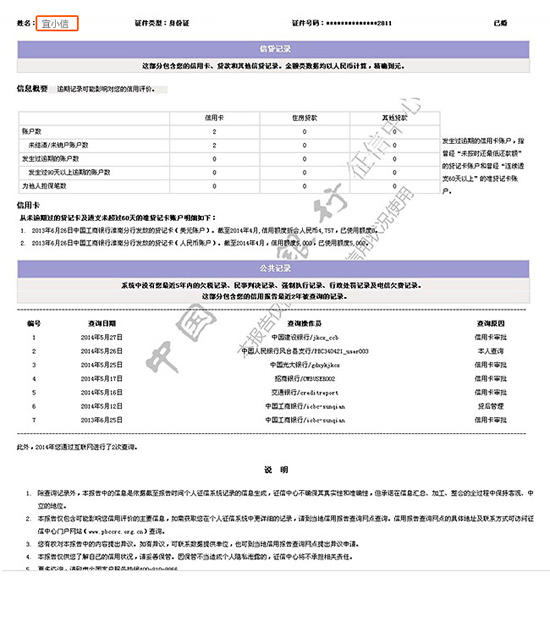 姓名： 宜小信 证件类型：身份证 证件号码：**************2811 已婚
信贷记录
这部分包含您的信用卡、贷款和其他信贷记录。金额类数据均以人民币计算，精确到元。
信息概要 逾期记录可能影响对您的信用评价。
信用卡 住房贷款 其他贷款
账户数 2 0 0
未结清/未销户账户数 2 0 0
发生过逾期的账户数 0 0 0
发生过90天以上逾期的账户数 0 0 0
为他人担保笔数 0 0 0
发生过逾期的信用卡账户，指
曾经“未按时还最低还款额”
的贷记卡账户和曾经“连续透
支60天以上”的准贷记卡账
户。
信用卡
从未逾期过的贷记卡及透支未超过60天的准贷记卡账户明细如下：
1. 2013年6月26日中国工商银行淮南分行发放的贷记卡（美元账户）。截至2014年4月，信用额度折合人民币4,757，已使用额度0。
2. 2013年6月26日中国工商银行淮南分行发放的贷记卡（人民币账户）。截至2014年4月，信用额度5,000，已使用额度5,002。
公共记录
系统中没有您最近5年内的欠税记录、民事判决记录、强制执行记录、行政处罚记录及电信欠费记录。
这部分包含您的信用报告最近2年被查询的记录。
编号 查询日期 查询操作员 查询原因
1 2014年5月27日 中国建设银行/jkcx_ccb 信用卡审批
2 2014年5月26日 中国人民银行凤台县支行/PBC340421_user003 本人查询
3 2014年5月25日 中国光大银行/gdxykjkcx 信用卡审批
4 2014年5月17日 招商银行/CMBUSER002 信用卡审批
5 2014年5月16日 交通银行/creditreport 信用卡审批
6 2014年5月12日 中国工商银行/icbc-sunqian 贷后管理
7 2013年6月25日 中国工商银行/icbc-sunqian 信用卡审批
此外，2014年您通过互联网进行了2次查询。
说 明
1. 除查询记录外，本报告中的信息是依据截至报告时间个人征信系统记录的信息生成，征信中心不确保其真实性和准确性，但承诺在信息汇总、加工、整合的全过程中保持客观、中
立的地位。
2. 本报告仅包含可能影响您信用评价的主要信息，如需获取您在个人征信系统中更详细的记录，请到当地信用报告查询网点查询。信用报告查询网点的具体地址及联系方式可访问征
信中心门户网站（www.pbccrc.org.cn）查询。
3. 您有权对本报告中的内容提出异议。如有异议，可联系数据提供单位，也可到当地信用报告查询网点提出异议申请。
4. 本报告仅供您了解自己的信用状况，请妥善保管。因保管不当造成个人隐私泄露的，征信中心将不承担相关责任。
5. 更多咨询，请致电全国客户服务热线400-810-8866。
中国 银行 征信中心
本报告仅 信用状况使用